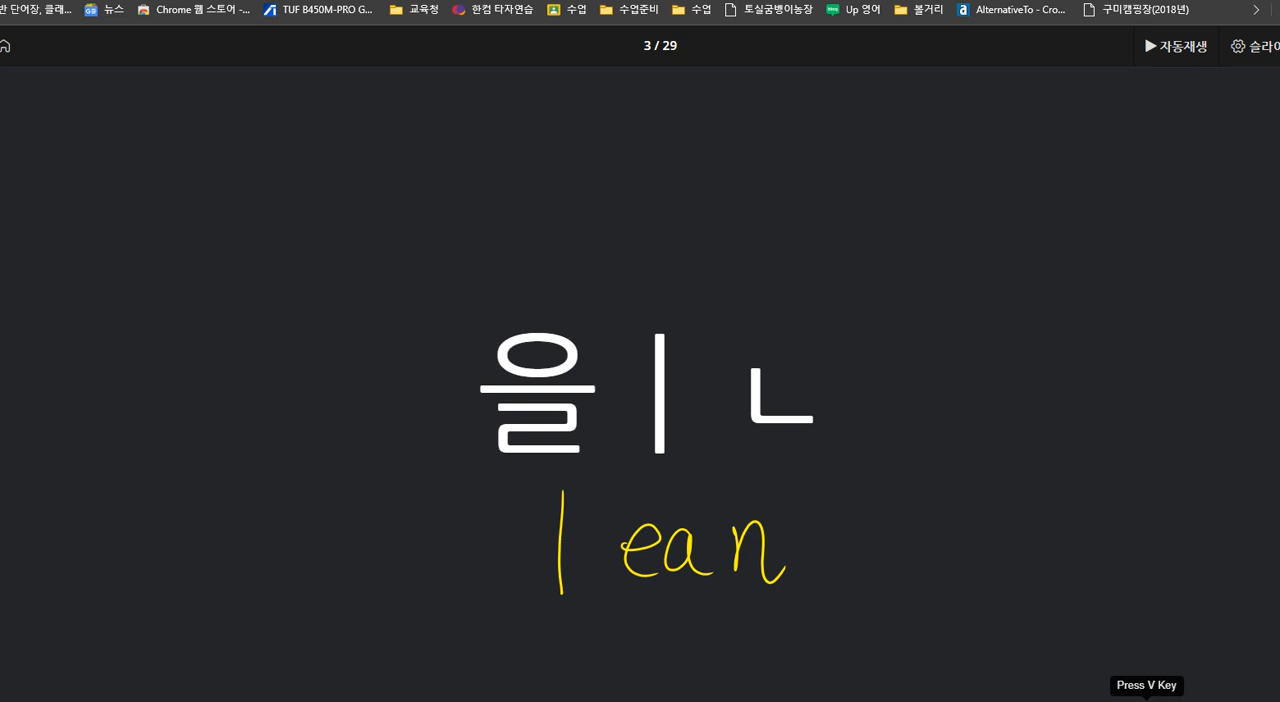 반 단어장, 클래... 뉴스 Chrome 웹 스토어 -... TUF B450M-PRO G... 교육청 한컴 타자연습 수업 수업준비 수업 토실굼벵이농장 Up 영어 볼거리 AlternativeTo - Cro... 구미캠핑장(2018년)
3 / 29 ▶ 자동재생 슬라이
을 ㅣ ㄴ
l ea n
Press V Key